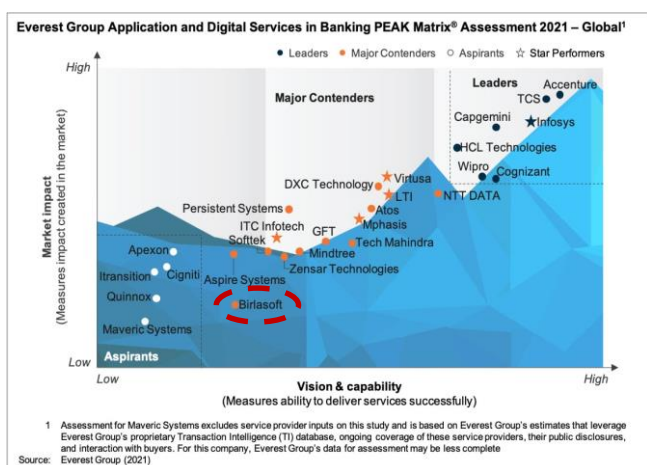 Everest Group Application and Digital Services in Banking PEAK Matrix® Assessment 2021 – Global¹
Leaders Major Contenders Aspirants Star Performers
High
Leaders
Accenture
TCS
Major Contenders
Capgemini
Infosys
HCL Technologies
Wipro
Cognizant
Virtusa
DXC Technology
LTI
NTT DATA
Persistent Systems
Atos
Mphasis
ITC Infotech
GFT
Softtek
Tech Mahindra
Mindtree
Apexon
Zensar Technologies
Cigniti
Itransition
Aspire Systems
Quinnox
Birlasoft
Maveric Systems
Aspirants
Low
Market impact
(Measures impact created in the market)
Low
High
Vision & capability
(Measures ability to deliver services successfully)
1 Assessment for Maveric Systems excludes service provider inputs on this study and is based on Everest Group's estimates that leverage
Everest Group's proprietary Transaction Intelligence (TI) database, ongoing coverage of these service providers, their public disclosures,
and interaction with buyers. For this company, Everest Group's data for assessment may be less complete
Source: Everest Group (2021)